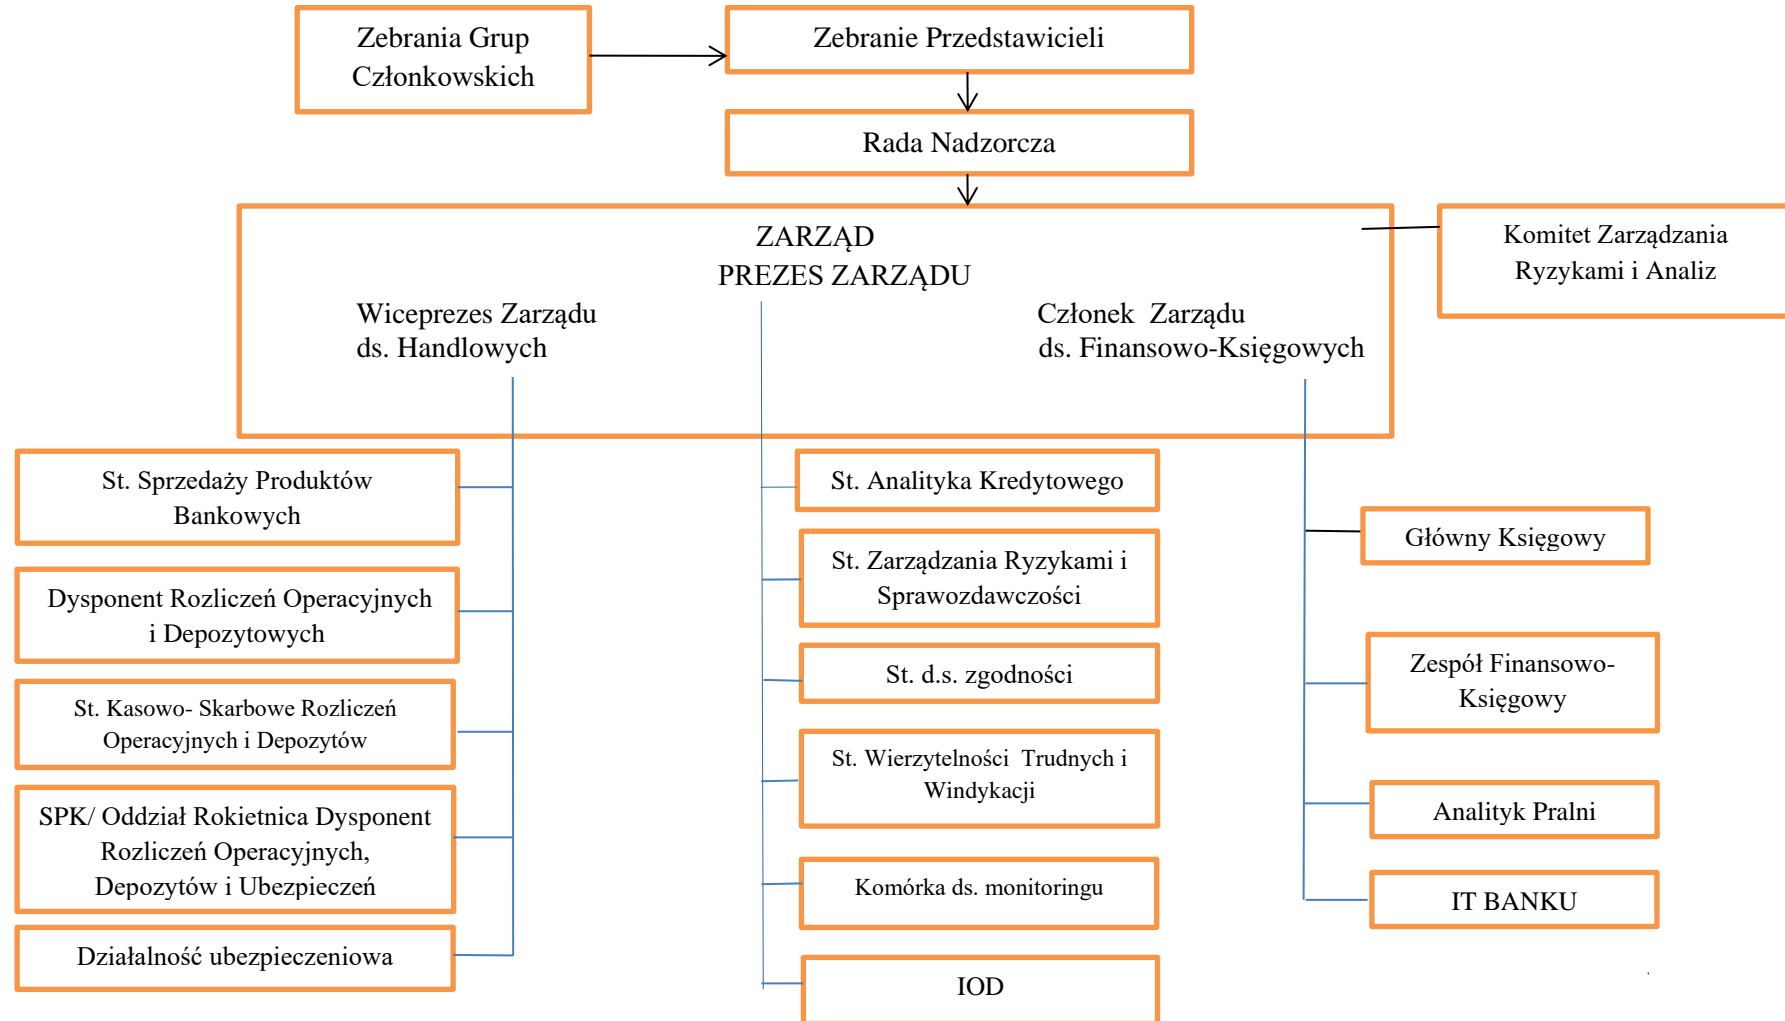 Zebrania Grup
Członkowskich
Zebranie Przedstawicieli
Rada Nadzorcza
ZARZĄD
PREZES ZARZĄDU
Komitet Zarządzania
Ryzykami i Analiz
Wiceprezes Zarządu
ds. Handlowych
Członek  Zarządu
ds. Finansowo-Księgowych
St. Sprzedaży Produktów
Bankowych
Dysponent Rozliczeń Operacyjnych
i Depozytowych
St. Kasowo- Skarbowe Rozliczeń
Operacyjnych i Depozytów
SPK/ Oddział Rokietnica Dysponent
Rozliczeń Operacyjnych,
Depozytów i Ubezpieczeń
Działalność ubezpieczeniowa
St. Analityka Kredytowego
St. Zarządzania Ryzykami i
Sprawozdawczości
St. d.s. zgodności
St. Wierzytelności  Trudnych i
Windykacji
Komórka ds. monitoringu
IOD
Główny Księgowy
Zespół Finansowo-
Księgowy
Analityk Pralni
IT BANKU